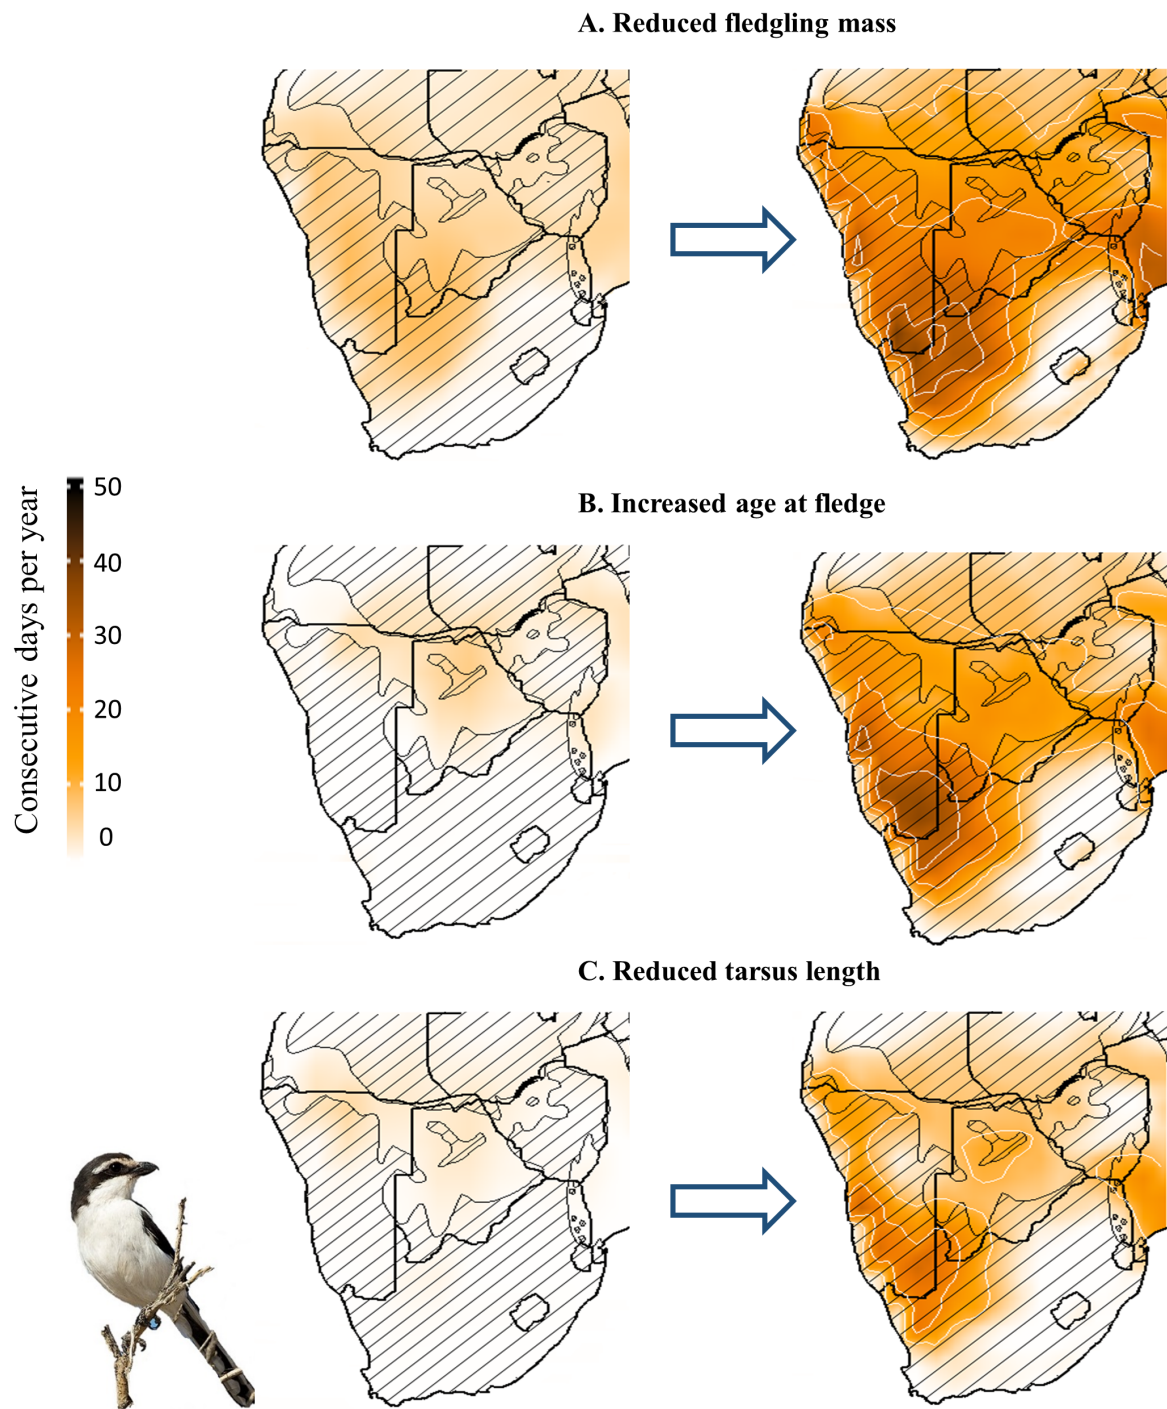 A. Reduced fledgling mass
B. Increased age at fledge
Consecutive days per year
50
40
30
20
10
0
C. Reduced tarsus length